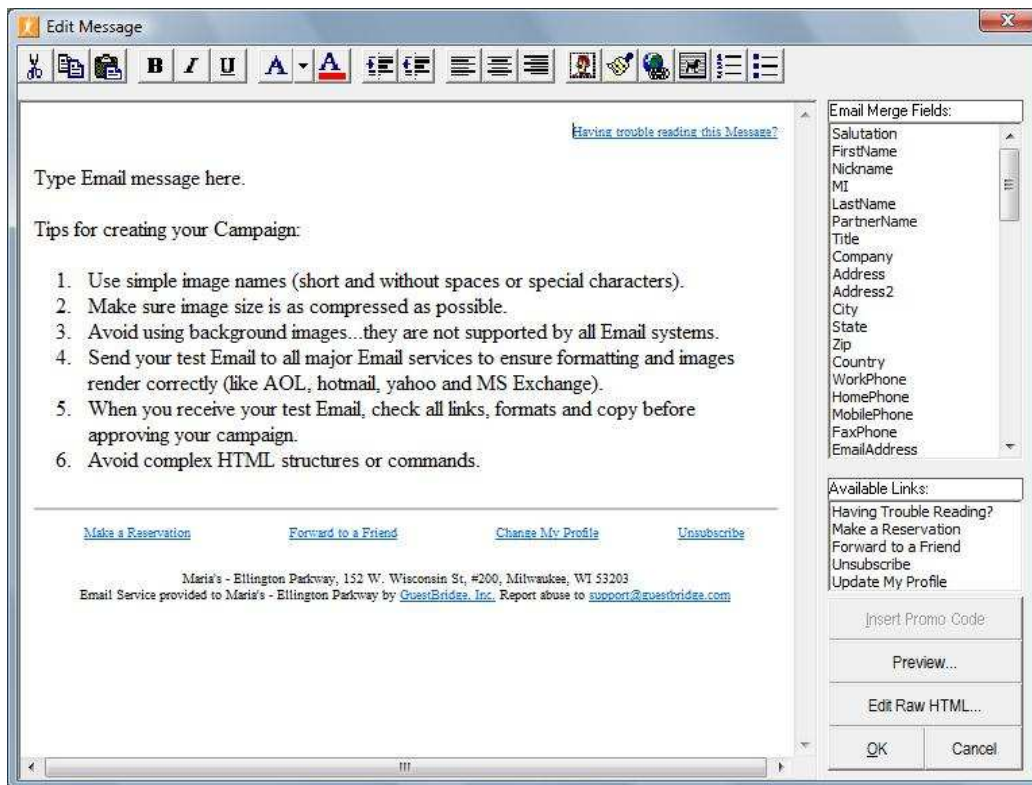 Edit Message
B I U A A
Having trouble reading this Message?
Type Email message here.
Tips for creating your Campaign:
1. Use simple image names (short and without spaces or special characters).
2. Make sure image size is as compressed as possible.
3. Avoid using background images...they are not supported by all Email systems.
4. Send your test Email to all major Email services to ensure formatting and images
render correctly (like AOL, hotmail, yahoo and MS Exchange).
5. When you receive your test Email, check all links, formats and copy before
approving your campaign.
6. Avoid complex HTML structures or commands.
Make a Reservation Forward to a Friend Change My Profile Unsubscribe
Maria's - Ellington Parkway, 152 W. Wisconsin St, #200, Milwaukee, WI 53203
Email Service provided to Maria's - Ellington Parkway by GuestBridge, Inc. Report abuse to support@guestbridge.com
Email Merge Fields:
Salutation
FirstName
Nickname
MI
LastName
PartnerName
Title
Company
Address
Address2
City
State
Zip
Country
WorkPhone
HomePhone
MobilePhone
FaxPhone
EmailAddress
Available Links:
Having Trouble Reading?
Make a Reservation
Forward to a Friend
Unsubscribe
Update My Profile
Insert Promo Code
Preview...
Edit Raw HTML...
OK Cancel